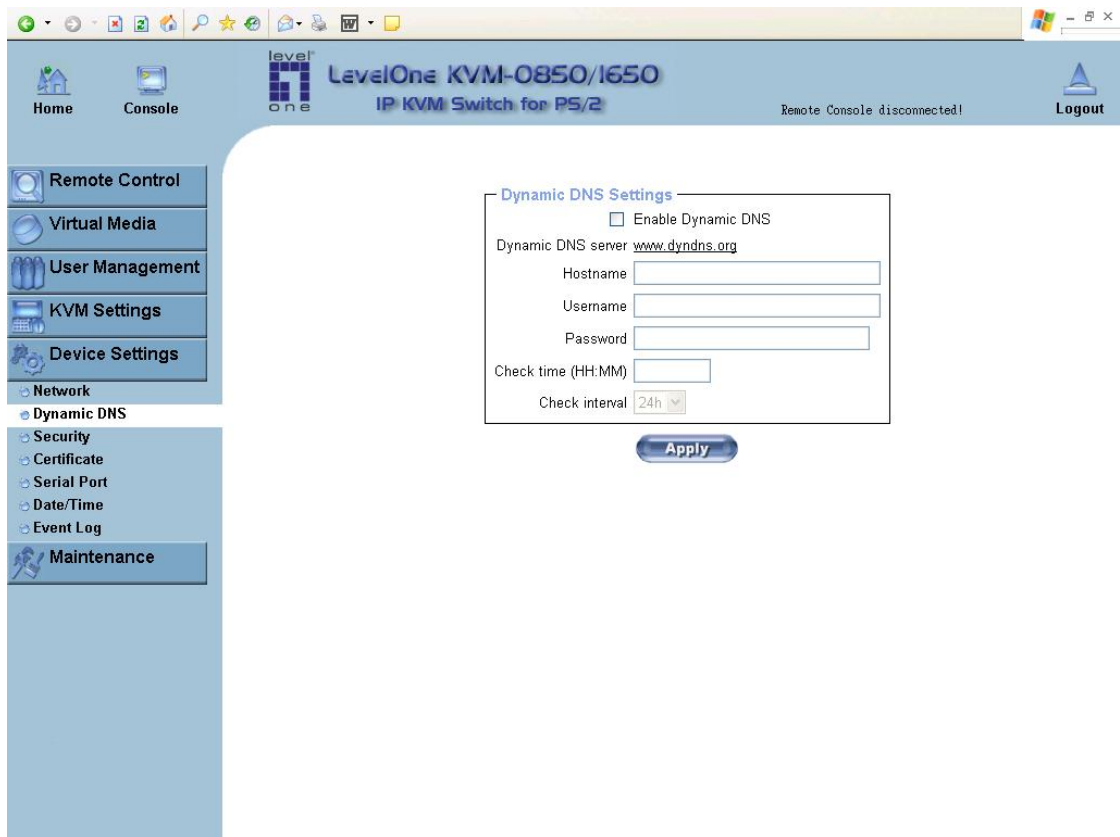 level
one
LevelOne KVM-0850/1650
IP KVM Switch for PS/2
Home
Console
Remote Console disconnected!
Logout
Remote Control
Virtual Media
User Management
KVM Settings
Device Settings
Network
Dynamic DNS
Security
Certificate
Serial Port
Date/Time
Event Log
Maintenance
Dynamic DNS Settings
Enable Dynamic DNS
Dynamic DNS server www.dyndns.org
Hostname
Username
Password
Check time (HH:MM)
Check interval 24h
Apply